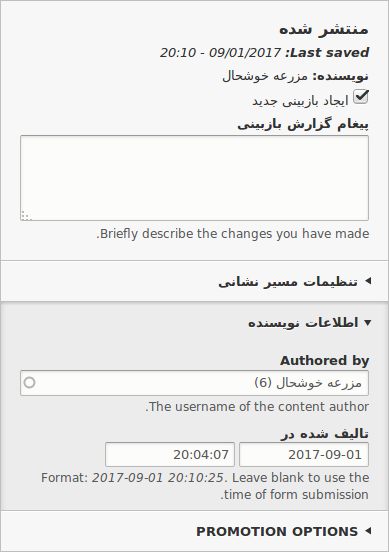 منتشر شده
Last saved: 09/01/2017 - 20:10
نویسنده: مزرعه خوشحال
ایجاد بازبینی جدید
پیغام گزارش بازبینی
Briefly describe the changes you have made.
تنظیمات مسیر نشانی
اطلاعات نویسنده
Authored by
مزرعه خوشحال (6)
The username of the content author.
تالیف شده در
2017-09-01
20:04:07
Format: 2017-09-01 20:10:25. Leave blank to use the
time of form submission.
PROMOTION OPTIONS